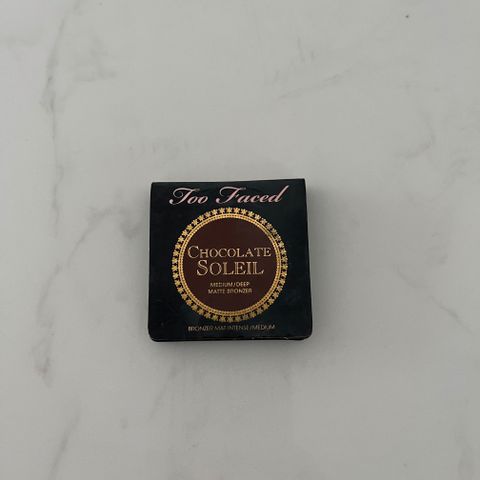 Too Faced
CHOCOLATE
SOLEIL
MEDIUM/DEEP
MATTE BRONZER
BRONZER MAT INTENSE/MEDIUM